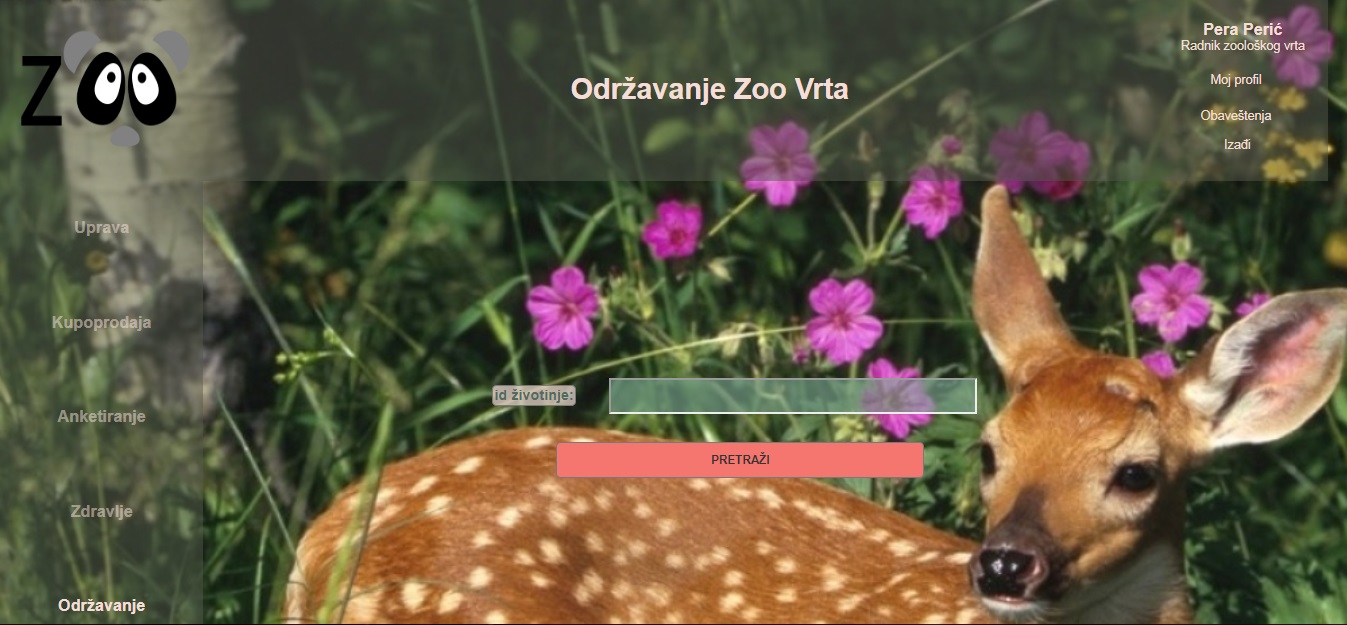 ZOO
Održavanje Zoo Vrta
Pera Perić
Radnik zoološkog vrta
Moj profil
Obaveštenja
Izađi
Uprava
Kupoprodaja
Anketiranje
Zdravlje
Održavanje
id životinje:
PRETRAŽI